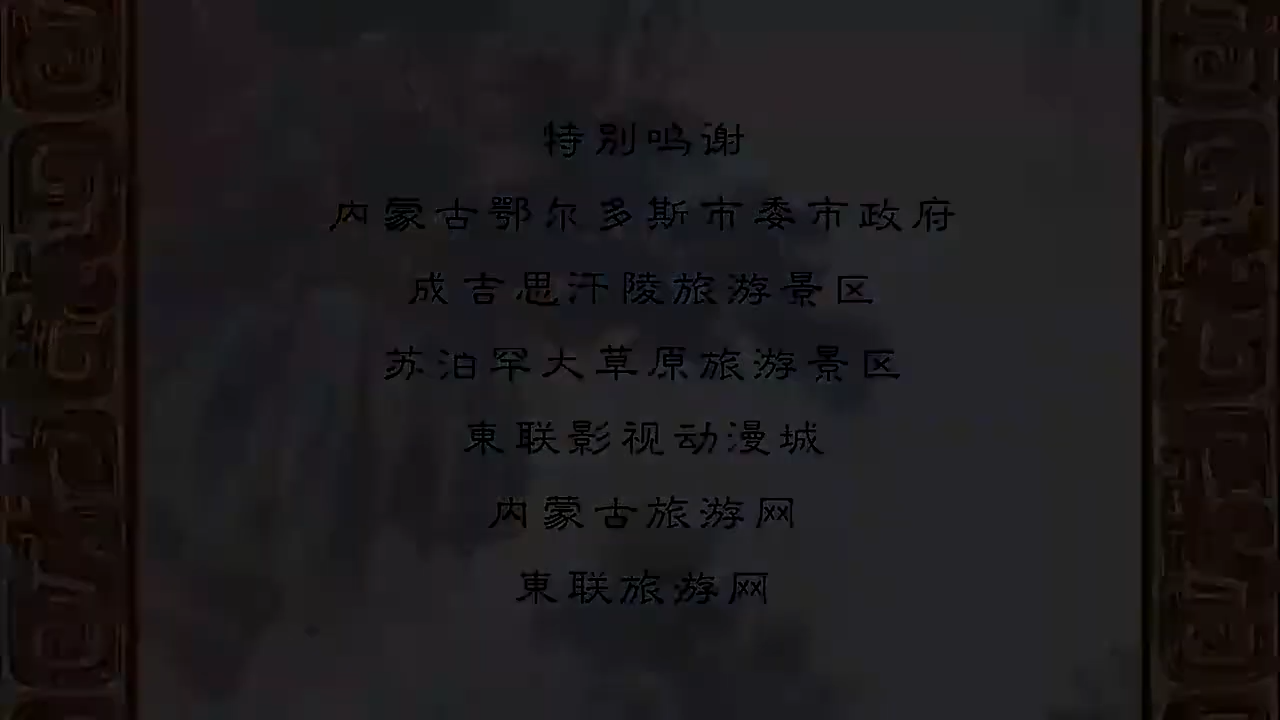 特别鸣谢
内蒙古鄂尔多斯市委市政府
成吉思汗陵旅游景区
苏泊罕大草原旅游景区
東联影视动漫城
内蒙古旅游网
東联旅游网